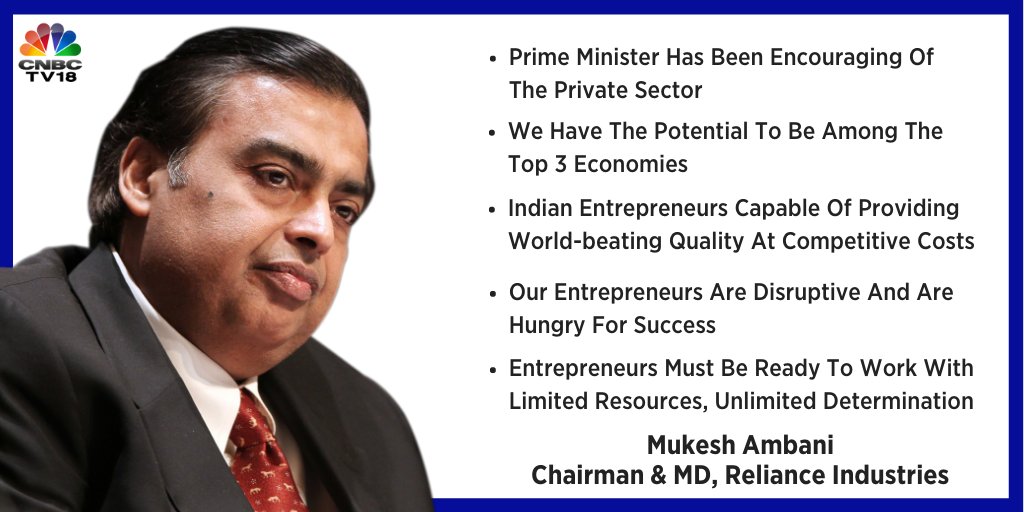 CNBC
TV18
• Prime Minister Has Been Encouraging Of
The Private Sector
• We Have The Potential To Be Among The
Top 3 Economies
• Indian Entrepreneurs Capable Of Providing
World-beating Quality At Competitive Costs
• Our Entrepreneurs Are Disruptive And Are
Hungry For Success
• Entrepreneurs Must Be Ready To Work With
Limited Resources, Unlimited Determination
Mukesh Ambani
Chairman & MD, Reliance Industries